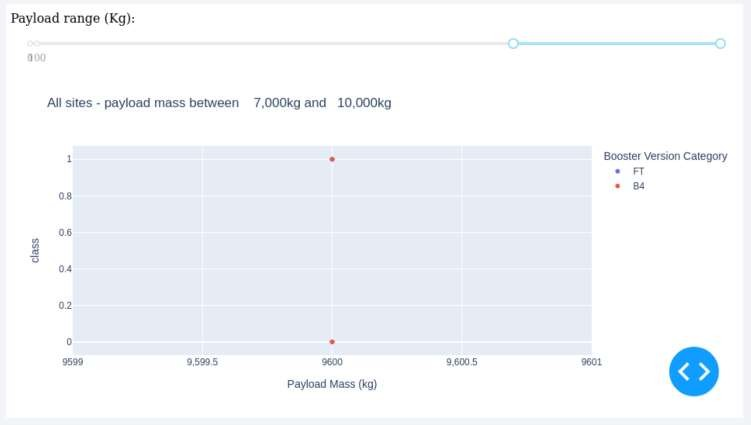 Payload range (Kg):
0
100
All sites - payload mass between 7,000kg and 10,000kg
Booster Version Category
FT
B4
1
0.8
0.6
0.4
0.2
0
class
9599
9,599.5
9600
9,600.5
9601
Payload Mass (kg)